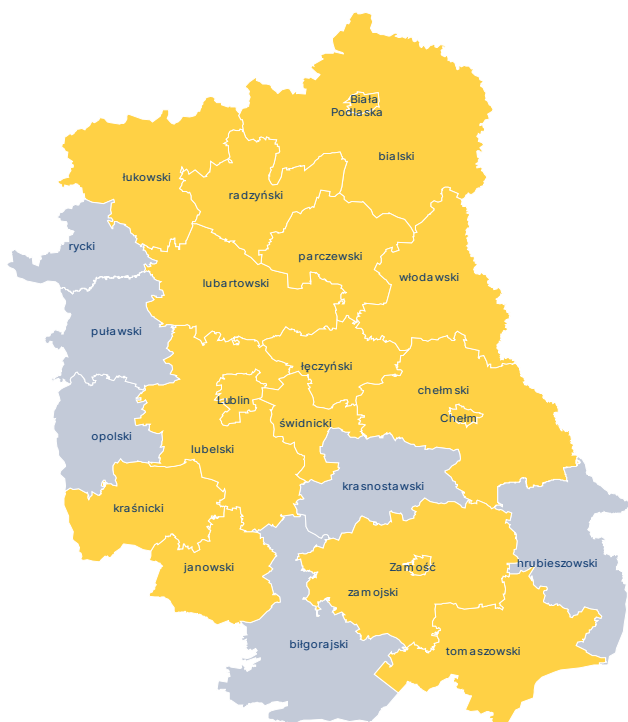 Biała
Podlaska
bialski
łukowski
radzyński
rycki
parczewski
włodawski
lubartowski
puławski
łęczyński
chełmski
Lublin
Chełm
świdnicki
opolski
lubelski
krasnostawski
kraśnicki
hrubieszowski
janowski
Zamość
zamojski
biłgorajski
tomaszowski